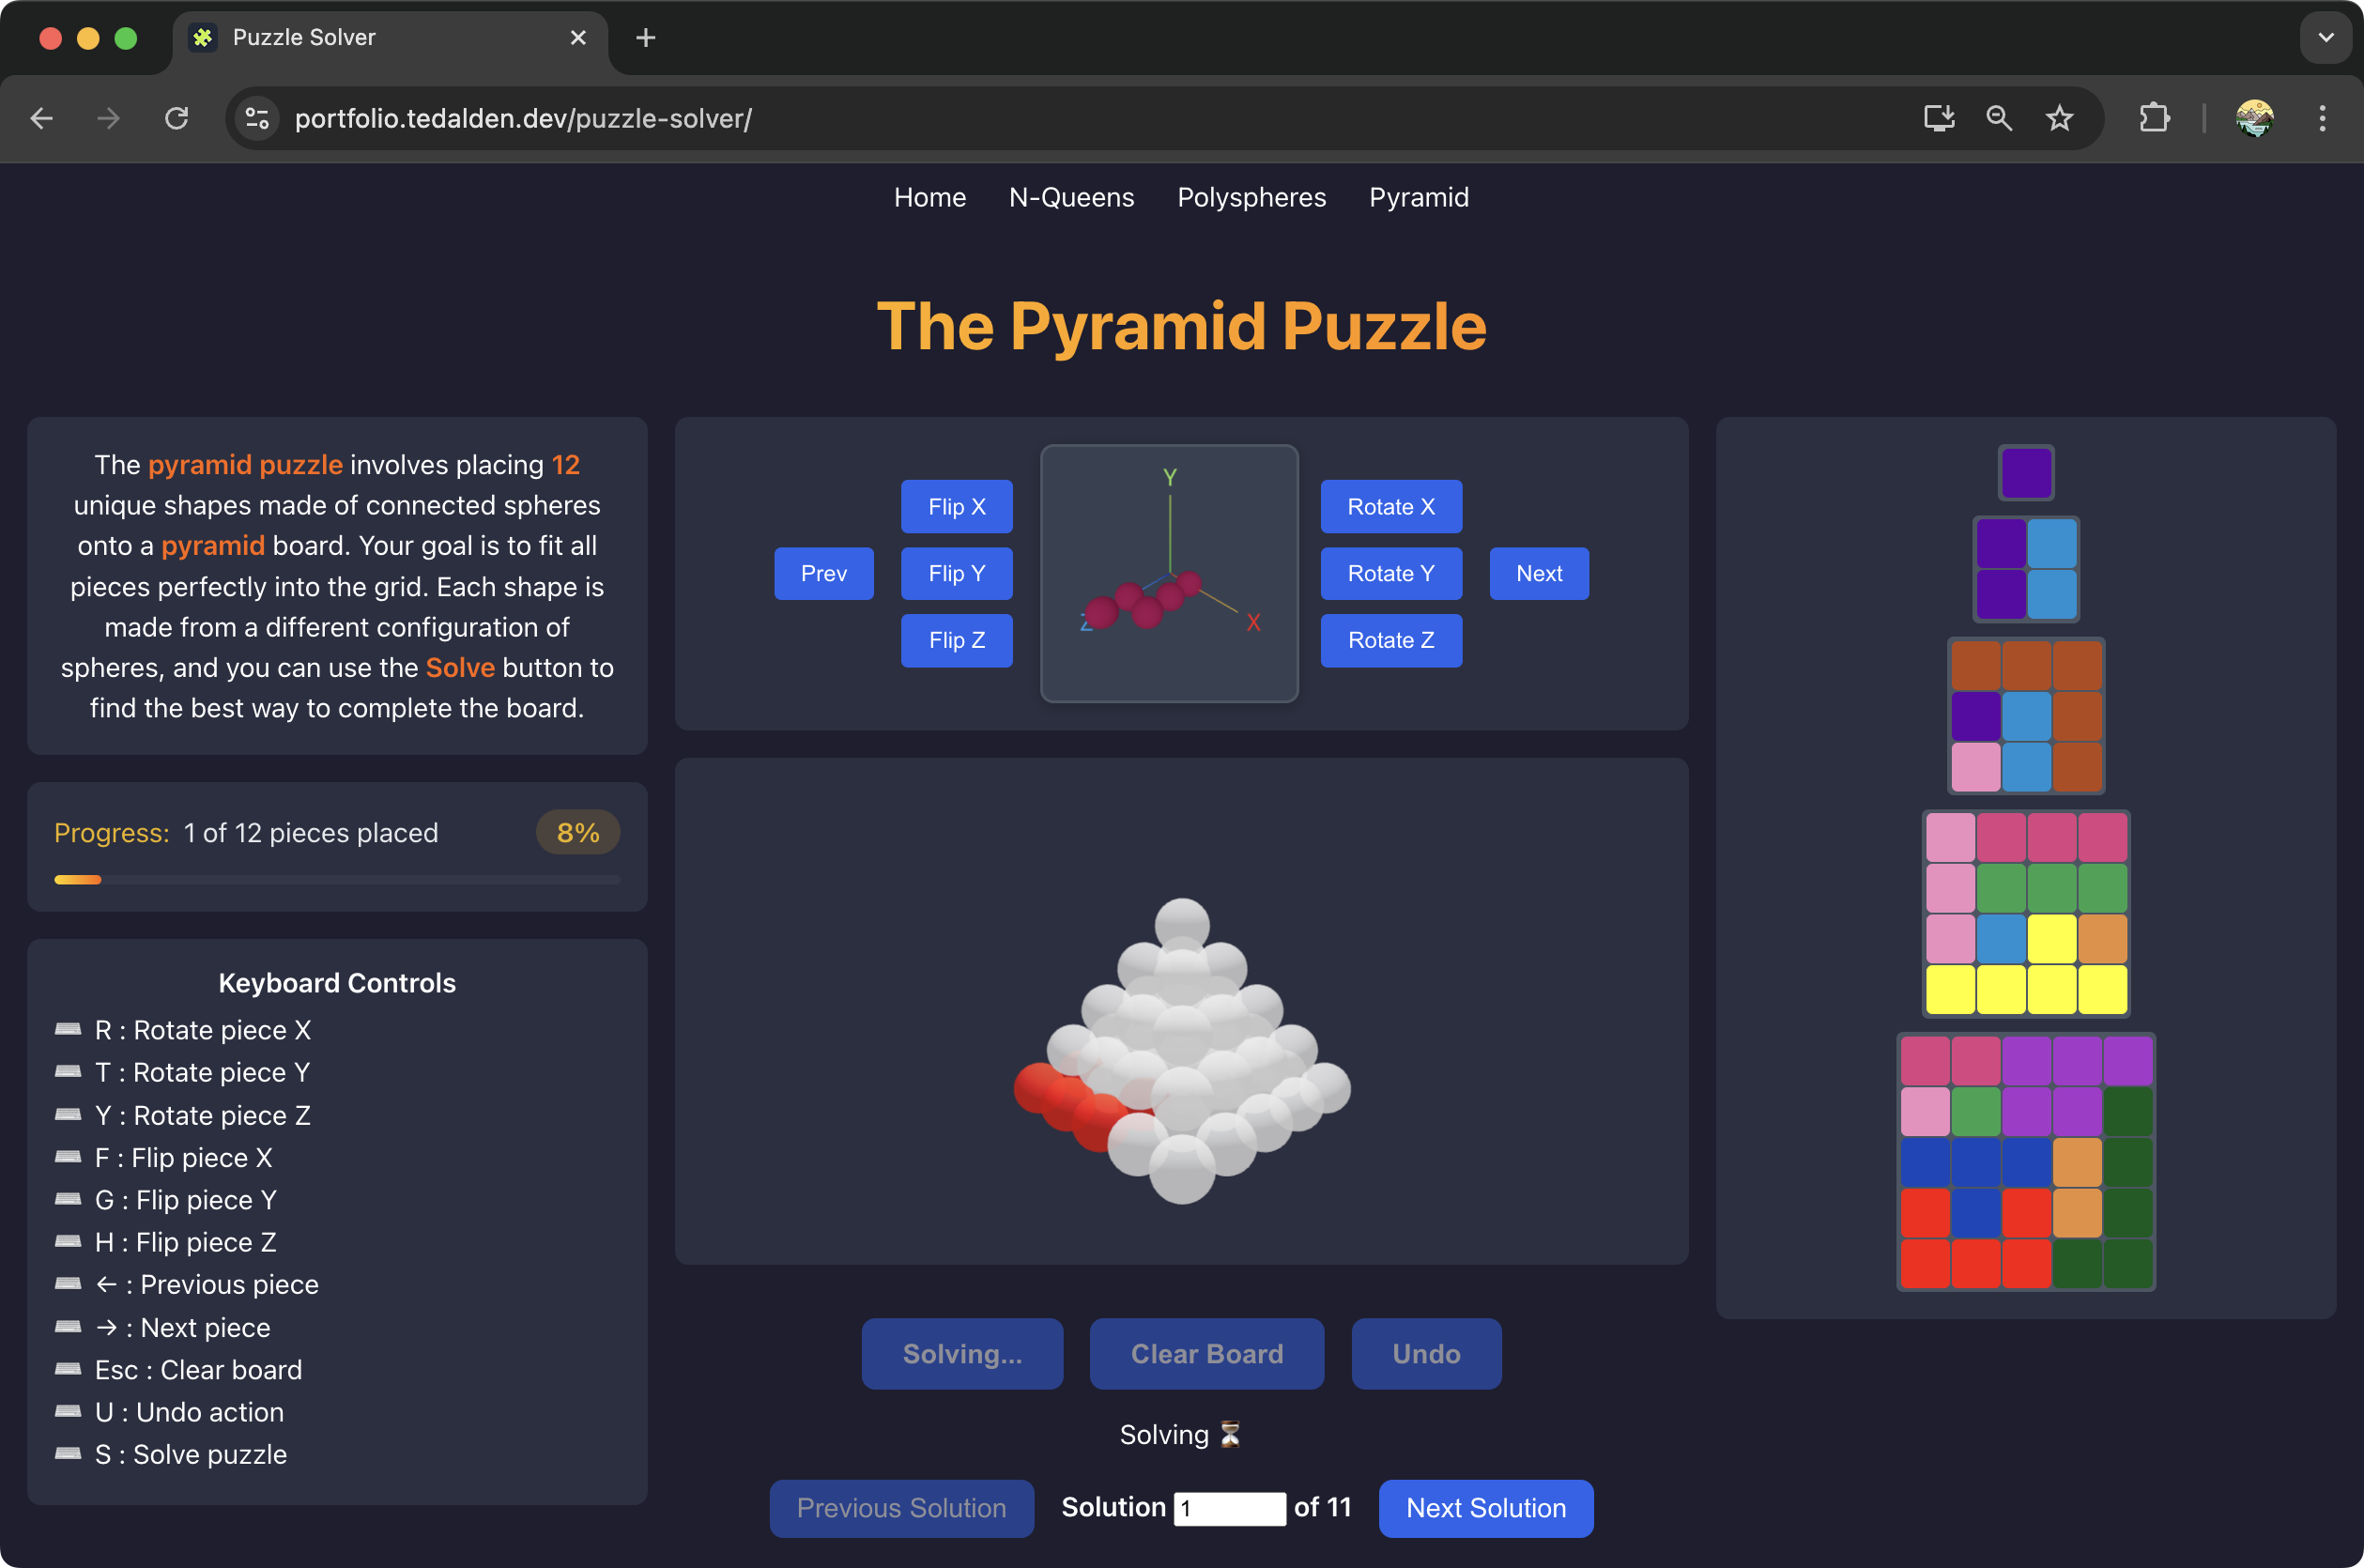 Puzzle Solver
portfolio.tedalden.dev/puzzle-solver/
Home N-Queens Polyspheres Pyramid
The Pyramid Puzzle
The pyramid puzzle involves placing 12
unique shapes made of connected spheres
onto a pyramid board. Your goal is to fit all
pieces perfectly into the grid. Each shape is
made from a different configuration of
spheres, and you can use the Solve button to
find the best way to complete the board.
Progress: 1 of 12 pieces placed 8%
Keyboard Controls
R : Rotate piece X
T : Rotate piece Y
Y : Rotate piece Z
F : Flip piece X
G : Flip piece Y
H : Flip piece Z
← : Previous piece
→ : Next piece
Esc : Clear board
U : Undo action
S : Solve puzzle
Prev
Flip X
Flip Y
Flip Z
Y
Z
X
Rotate X
Rotate Y
Rotate Z
Next
Solving... Clear Board Undo
Solving ⏳
Previous Solution Solution 1 of 11 Next Solution